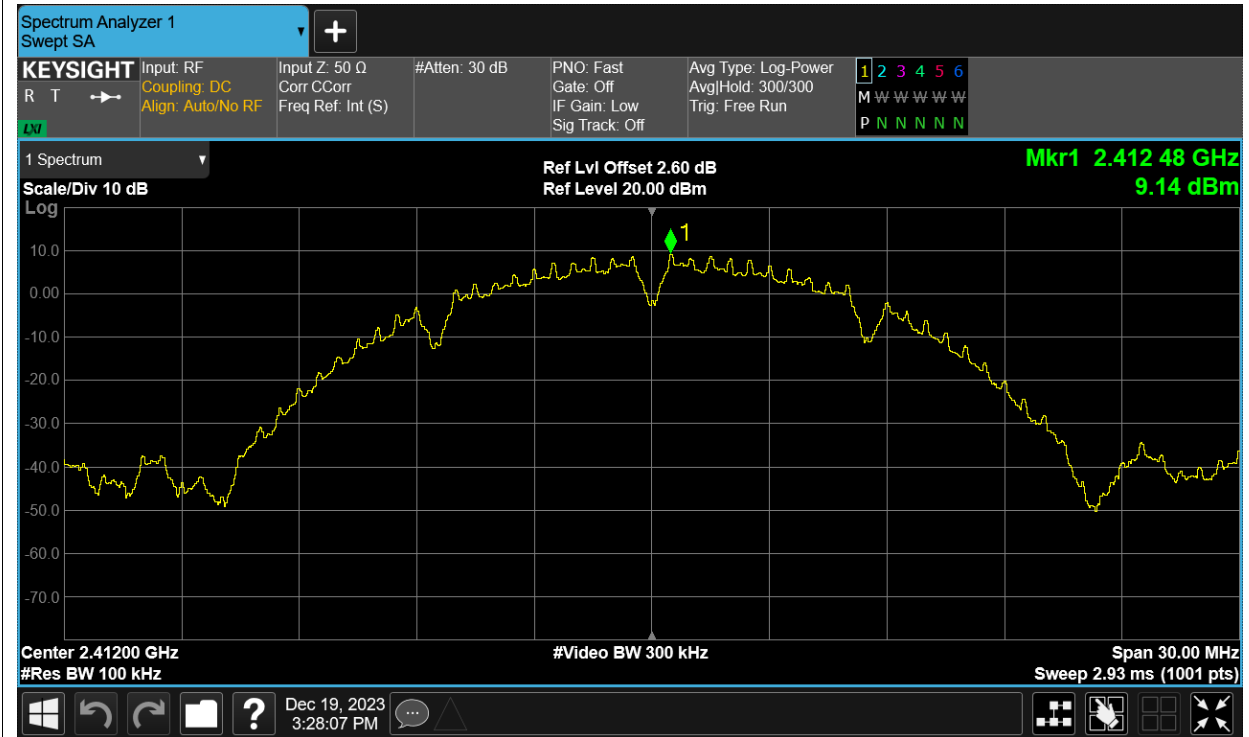 Spectrum Analyzer 1
Swept SA
KEYSIGHT
R T
LXI
Input: RF
Coupling: DC
Align: Auto/No RF
Input Z: 50 Ω
Corr CCorr
Freq Ref: Int (S)
#Atten: 30 dB
PNO: Fast
Gate: Off
IF Gain: Low
Sig Track: Off
Avg Type: Log-Power
Avg|Hold: 300/300
Trig: Free Run
1 2 3 4 5 6
M W W W W W
P N N N N N
1 Spectrum
Scale/Div 10 dB
Log
Ref Lvl Offset 2.60 dB
Ref Level 20.00 dBm
Mkr1 2.412 48 GHz
9.14 dBm
1
10.0
0.00
-10.0
-20.0
-30.0
-40.0
-50.0
-60.0
-70.0
Center 2.41200 GHz
#Res BW 100 kHz
#Video BW 300 kHz
Span 30.00 MHz
Sweep 2.93 ms (1001 pts)
?
Dec 19, 2023
3:28:07 PM